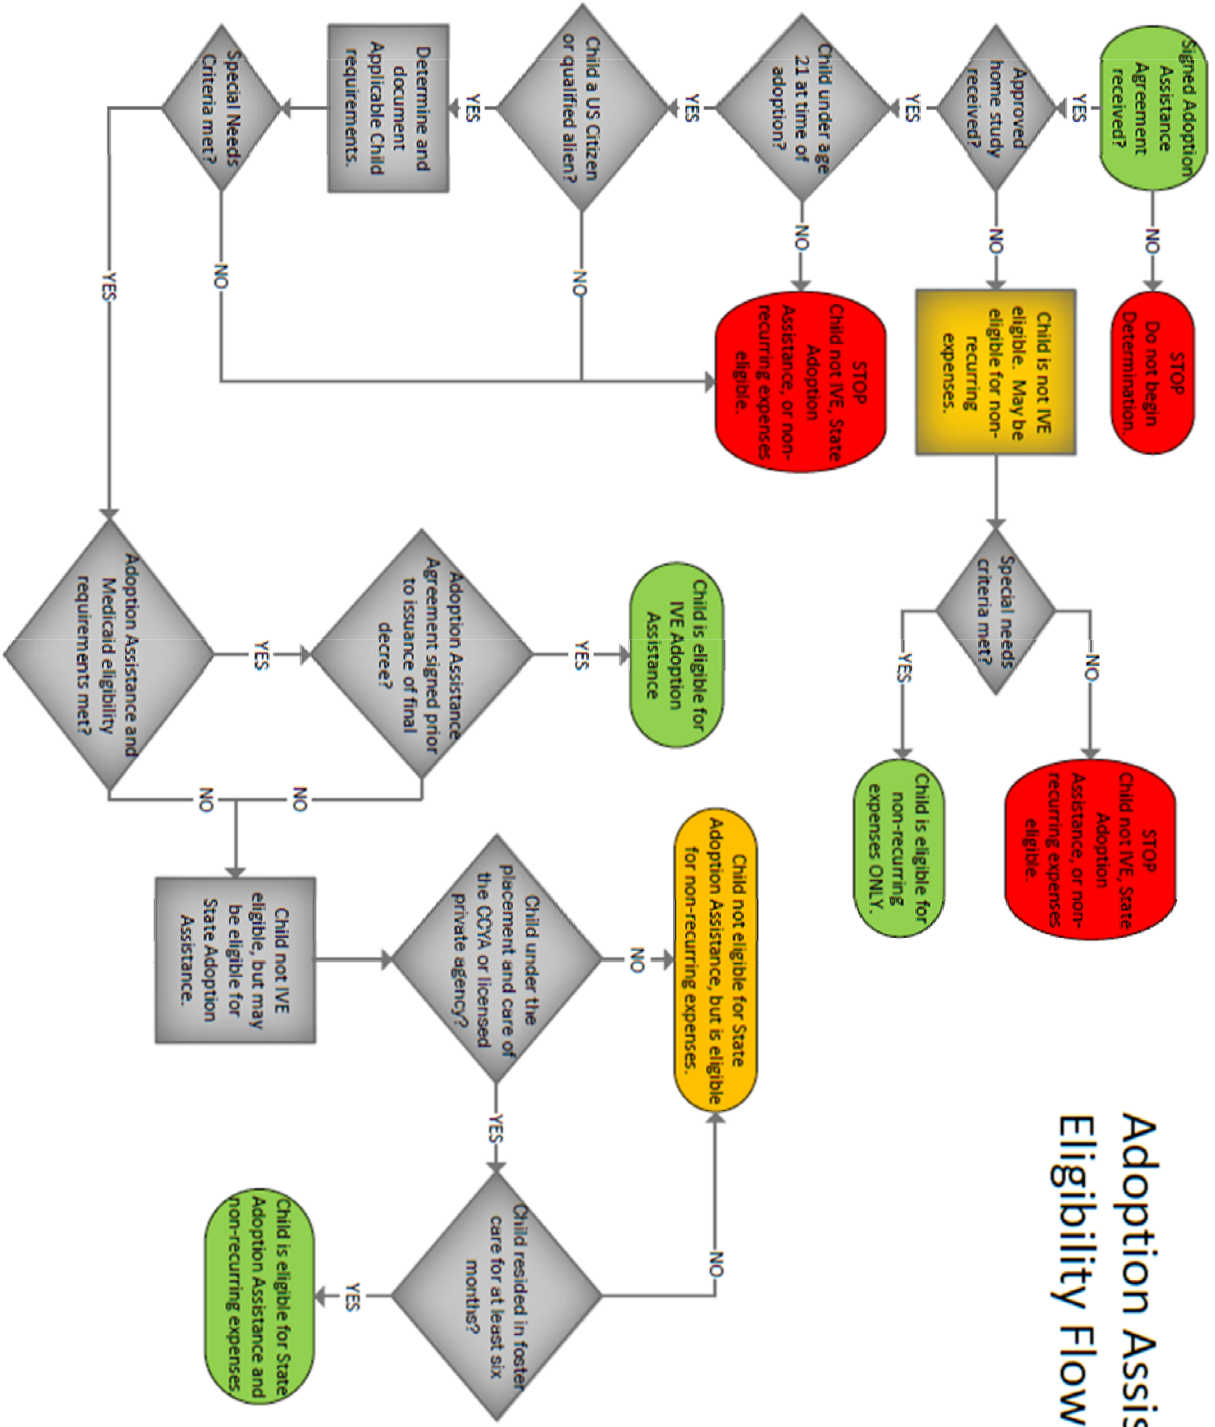 Adoption Assis
Eligibility Flow
Signed Adoption
Assistance
Agreement
received?
NO
STOP
Do not begin
Determination.
YES
Approved
home study
received?
NO
Child is not IVE
eligible. May be
eligible for non-
recurring
expenses.
Special needs
criteria met?
NO
STOP
Child not IVE, State
Adoption
Assistance, or non-
recurring expenses
eligible.
YES
Child is eligible for
non-recurring
expenses ONLY.
YES
Child under age
21 at time of
adoption?
NO
STOP
Child not IVE, State
Adoption
Assistance, or non-
recurring expenses
eligible.
YES
Child a US Citizen
or qualified alien?
NO
YES
Determine and
document
Applicable Child
requirements.
Special Needs
Criteria met?
NO
YES
Adoption Assistance and
Medicaid eligibility
requirements met?
YES
Adoption Assistance
Agreement signed prior
to issuance of final
decree?
YES
Child is eligible for
IVE Adoption
Assistance
NO
NO
Child not IVE
eligible, but may
be eligible for
State Adoption
Assistance.
Child under the
placement and care of
the CCYA or licensed
private agency?
NO
Child not eligible for State
Adoption Assistance, but is eligible
for non-recurring expenses.
YES
Child resided in foster
care for at least six
months?
NO
YES
Child is eligible for State
Adoption Assistance and
non-recurring expenses